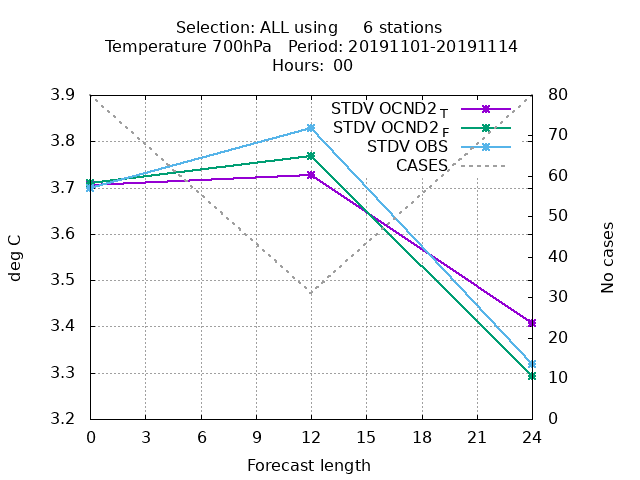 Selection: ALL using     6 stations
Temperature 700hPa   Period: 20191101-20191114
Hours:  00
3.9
3.8
3.7
3.6
3.5
3.4
3.3
3.2
80
70
60
50
40
30
20
10
0
STDV OCND2 T
STDV OCND2 F
STDV OBS
CASES
deg C
No cases
0 3 6 9 12 15 18 21 24
Forecast length